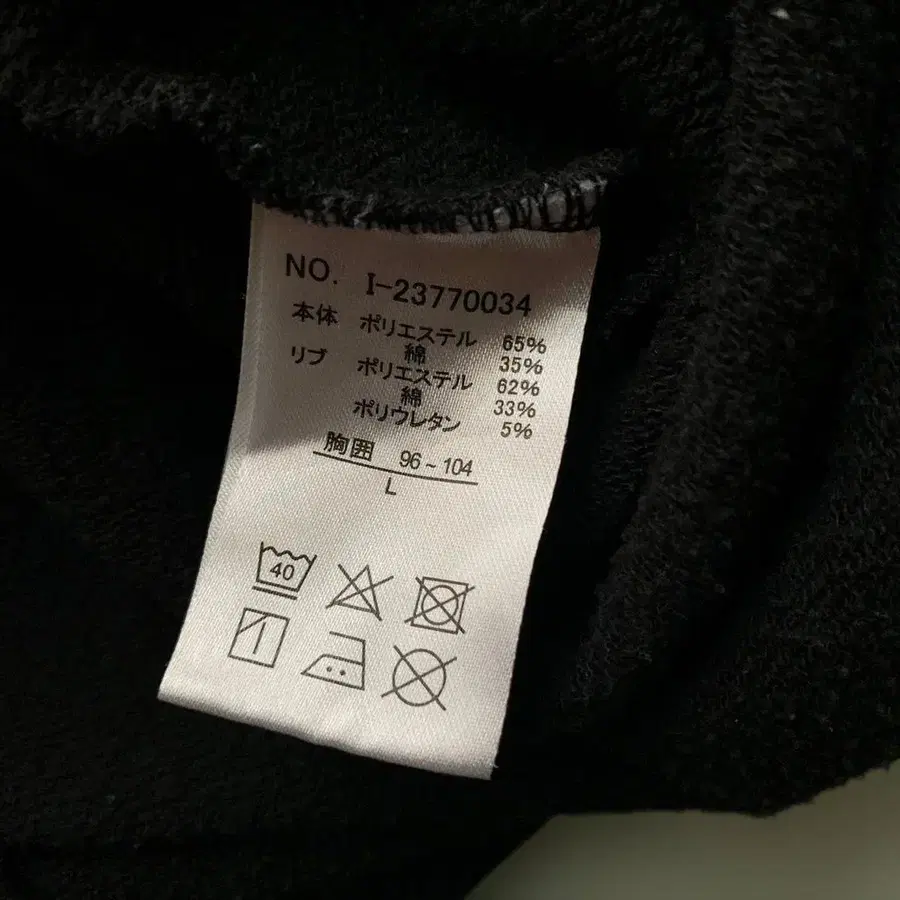 NO. I-23770034
本体 ポリエステル 65%
綿 35%
リブ ポリエステル 62%
綿 33%
ポリウレタン 5%
胸囲 96~104
L
40